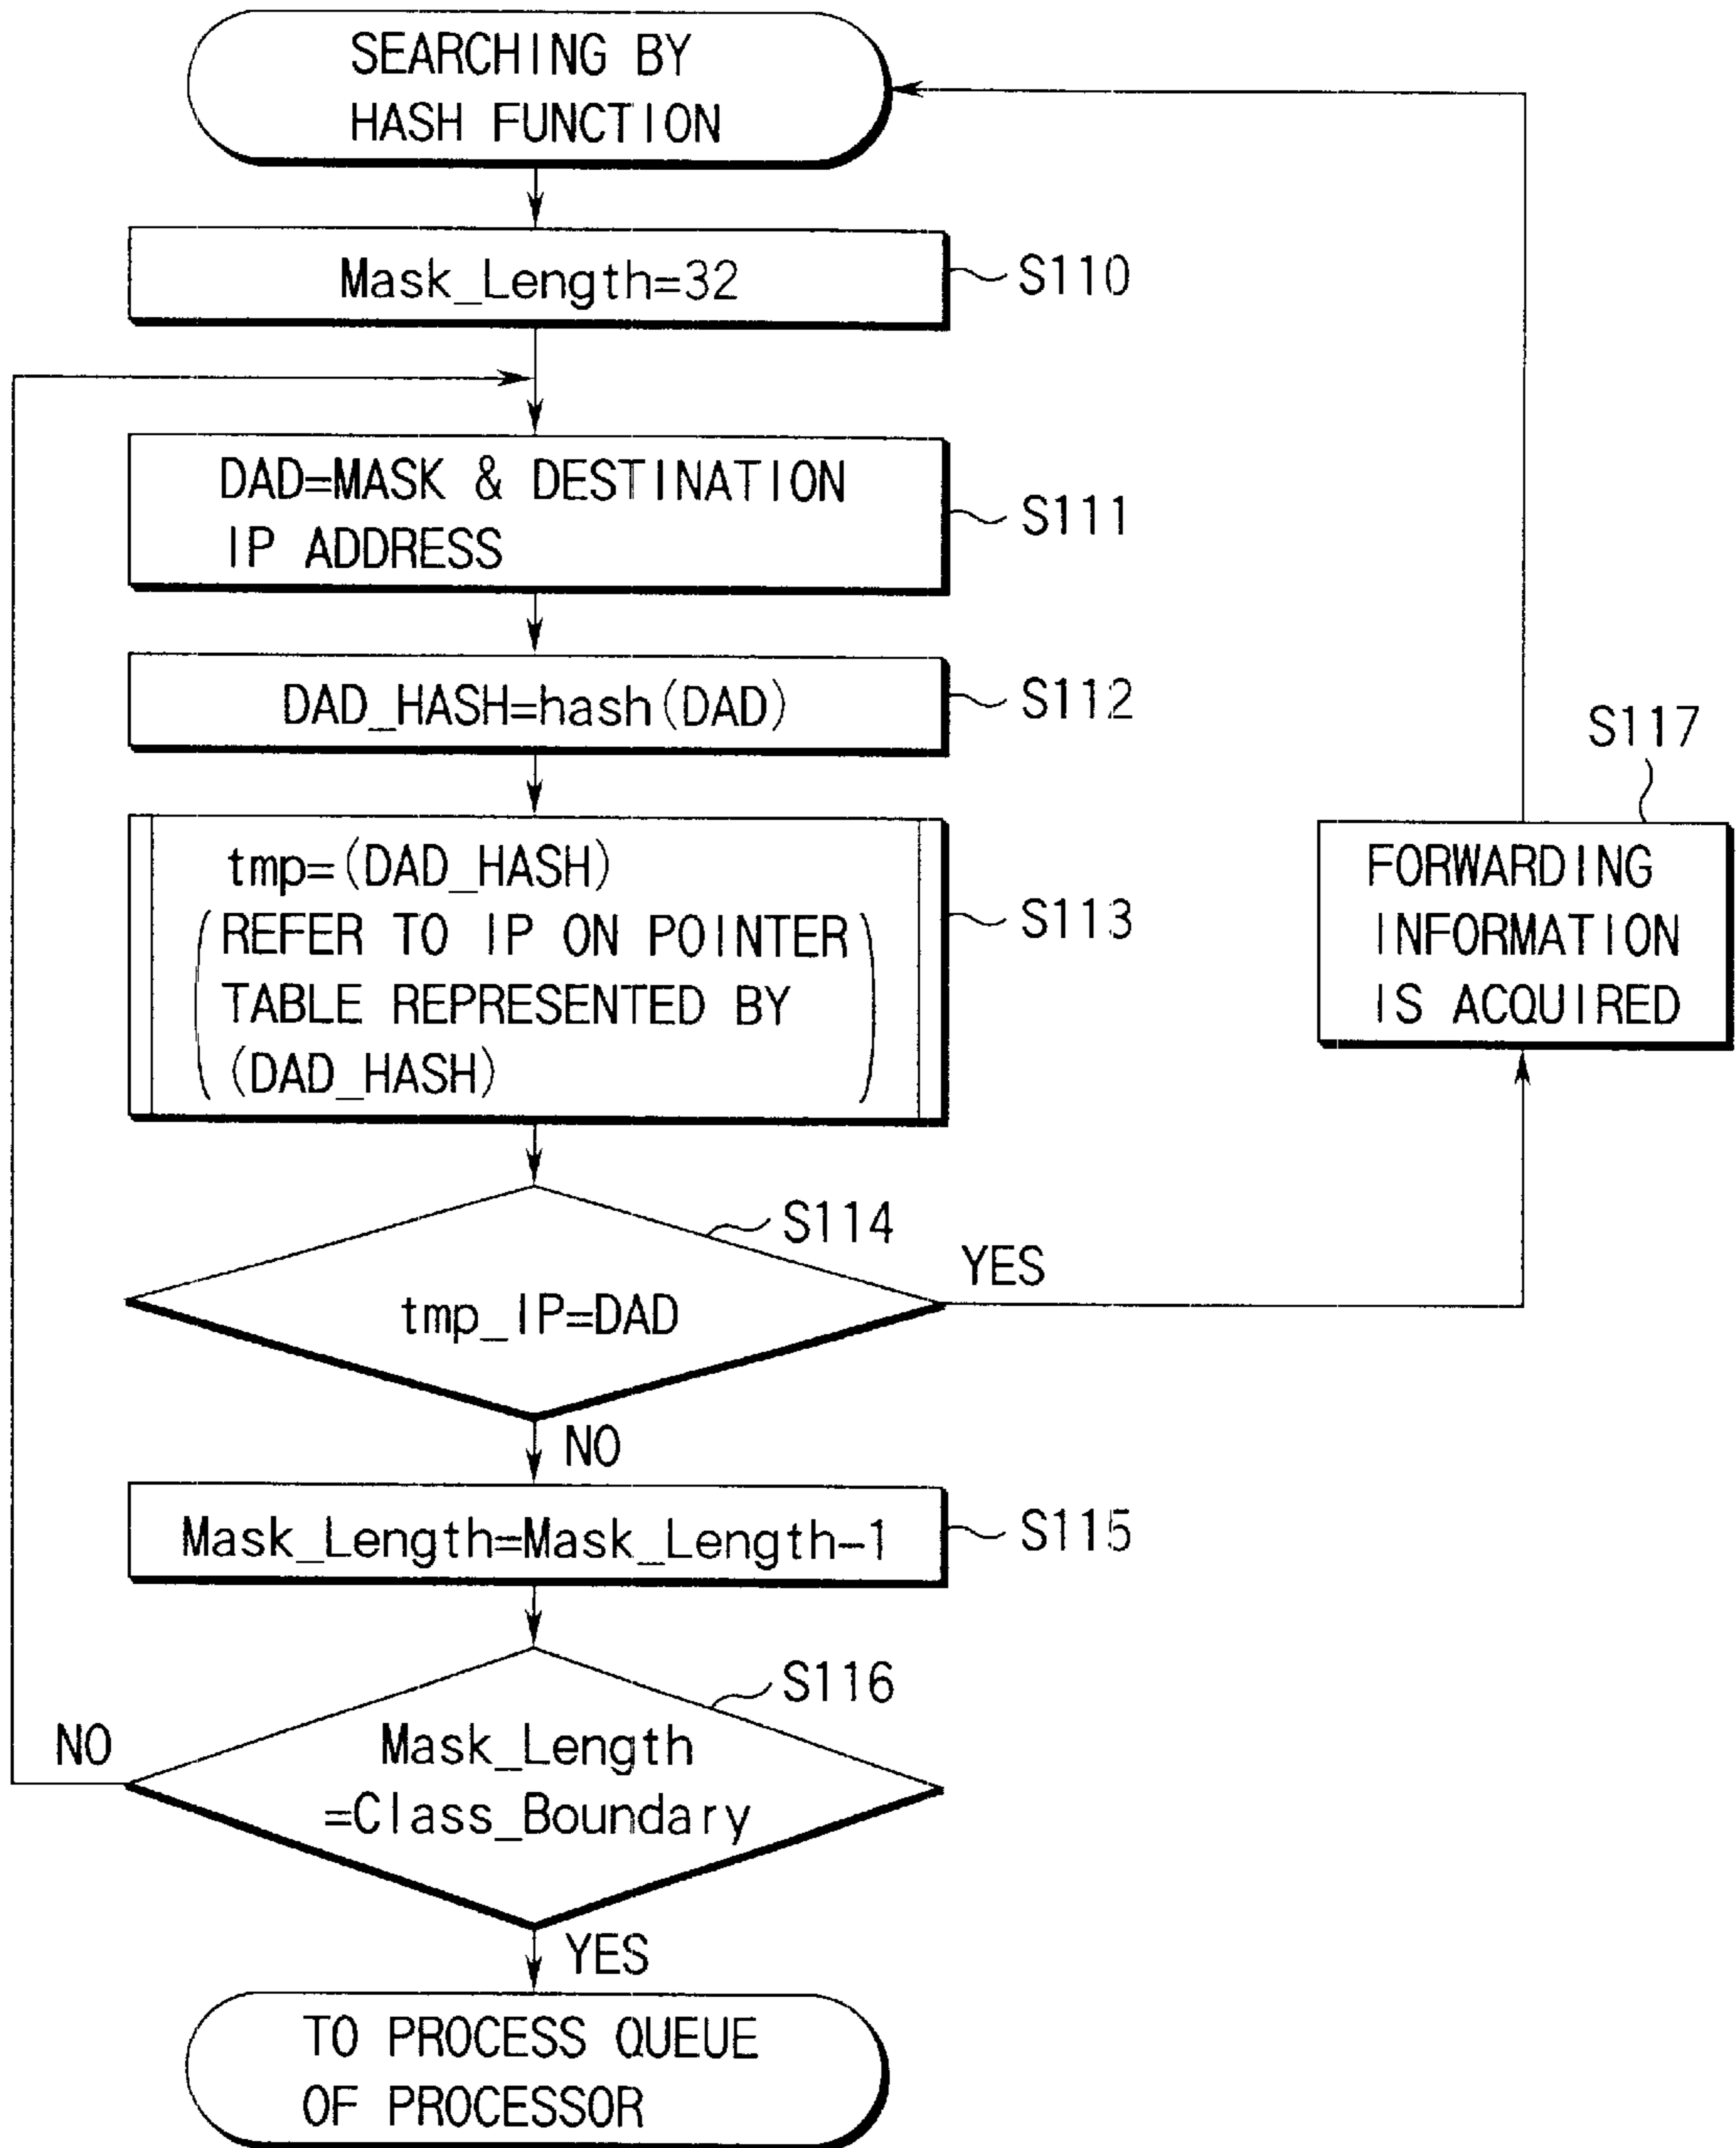 SEARCHING BY
HASH FUNCTION
Mask_Length=32
S110
DAD=MASK & DESTINATION
IP ADDRESS
S111
DAD_HASH=hash(DAD)
S112
tmp=(DAD_HASH)
(REFER TO IP ON POINTER
TABLE REPRESENTED BY
(DAD_HASH))
S113
S117
FORWARDING
INFORMATION
IS ACQUIRED
S114
tmp_IP=DAD
YES
NO
Mask_Length=Mask_Length-1
S115
S116
Mask_Length
=Class_Boundary
NO
YES
TO PROCESS QUEUE
OF PROCESSOR